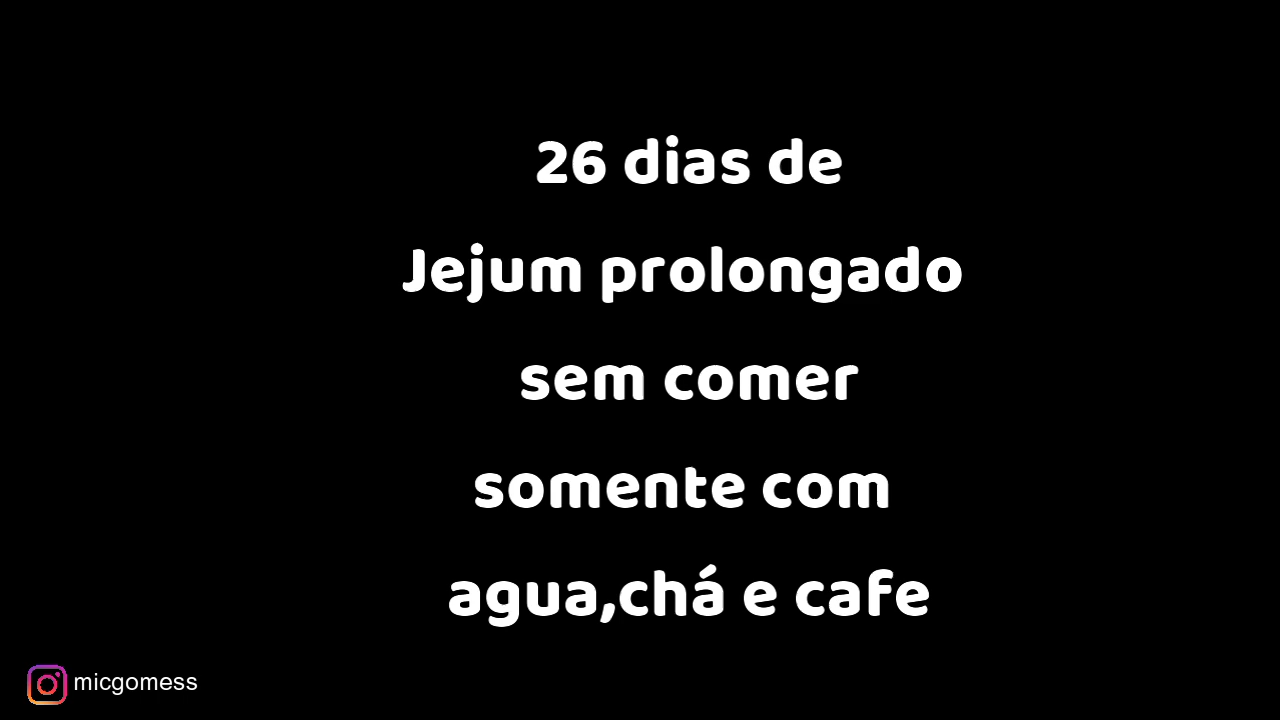 26 dias de
Jejum prolongado
sem comer
somente com
agua,chá e cafe
micgomess